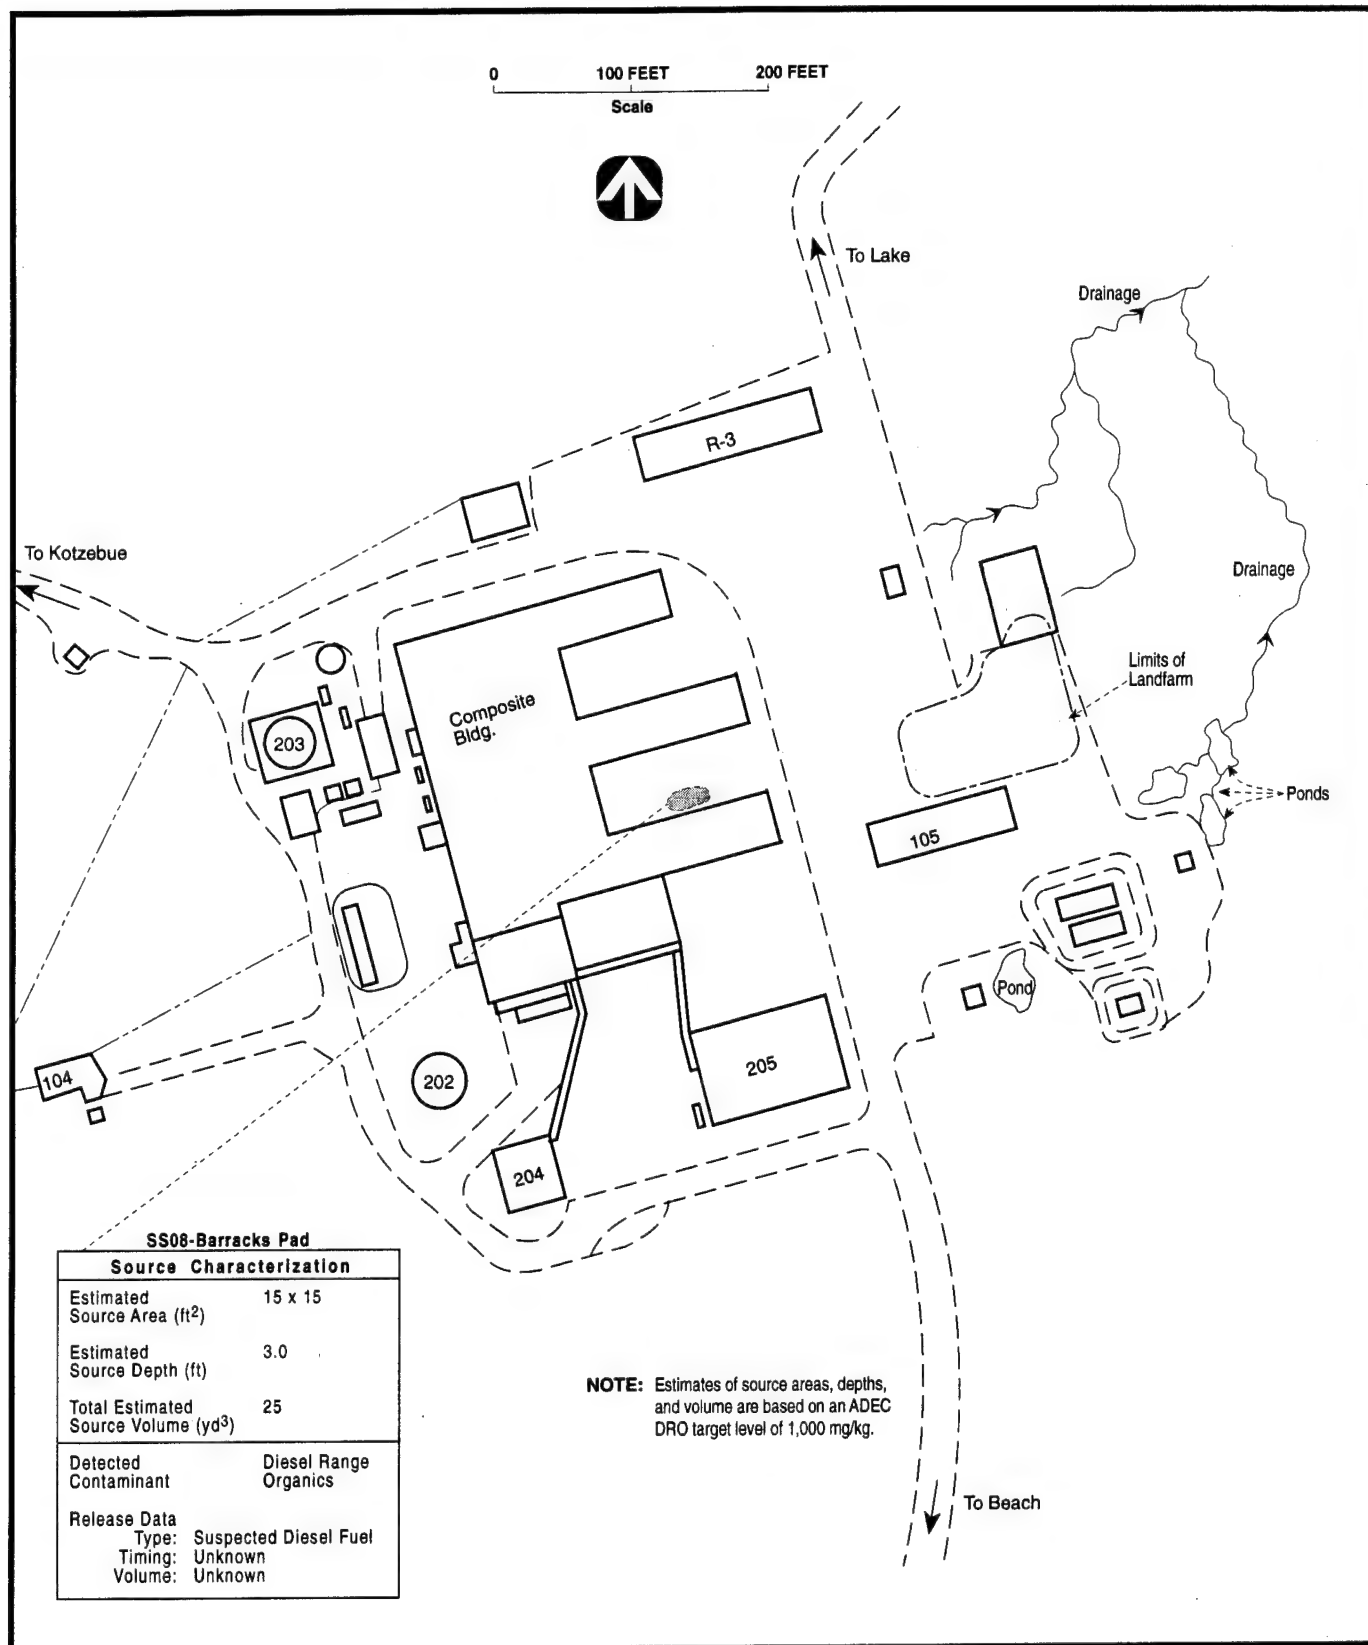 0 100 FEET 200 FEET
Scale
To Lake
Drainage
R-3
To Kotzebue
Drainage
Limits of
Landfarm
Composite
Bldg.
203
Ponds
105
Pond
104
202
205
204
SS08-Barracks Pad
Source Characterization
Estimated 15 x 15
Source Area (ft²)
Estimated 3.0
Source Depth (ft)
Total Estimated 25
Source Volume (yd³)
Detected Diesel Range
Contaminant Organics
Release Data
Type: Suspected Diesel Fuel
Timing: Unknown
Volume: Unknown
NOTE: Estimates of source areas, depths,
and volume are based on an ADEC
DRO target level of 1,000 mg/kg.
To Beach